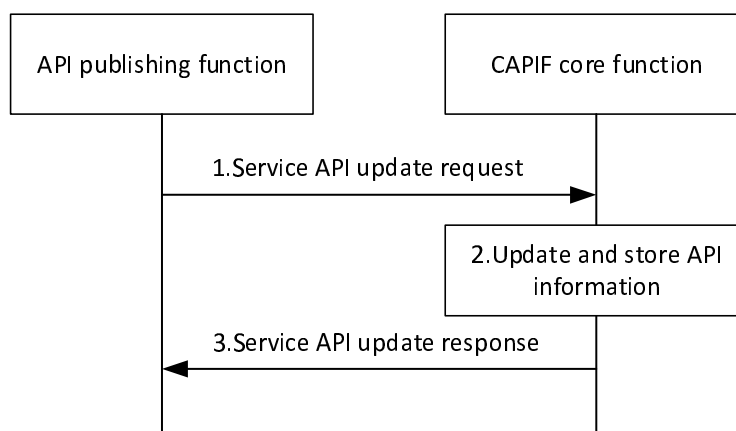 API publishing function
CAPIF core function
1.Service API update request
2.Update and store API
information
3.Service API update response